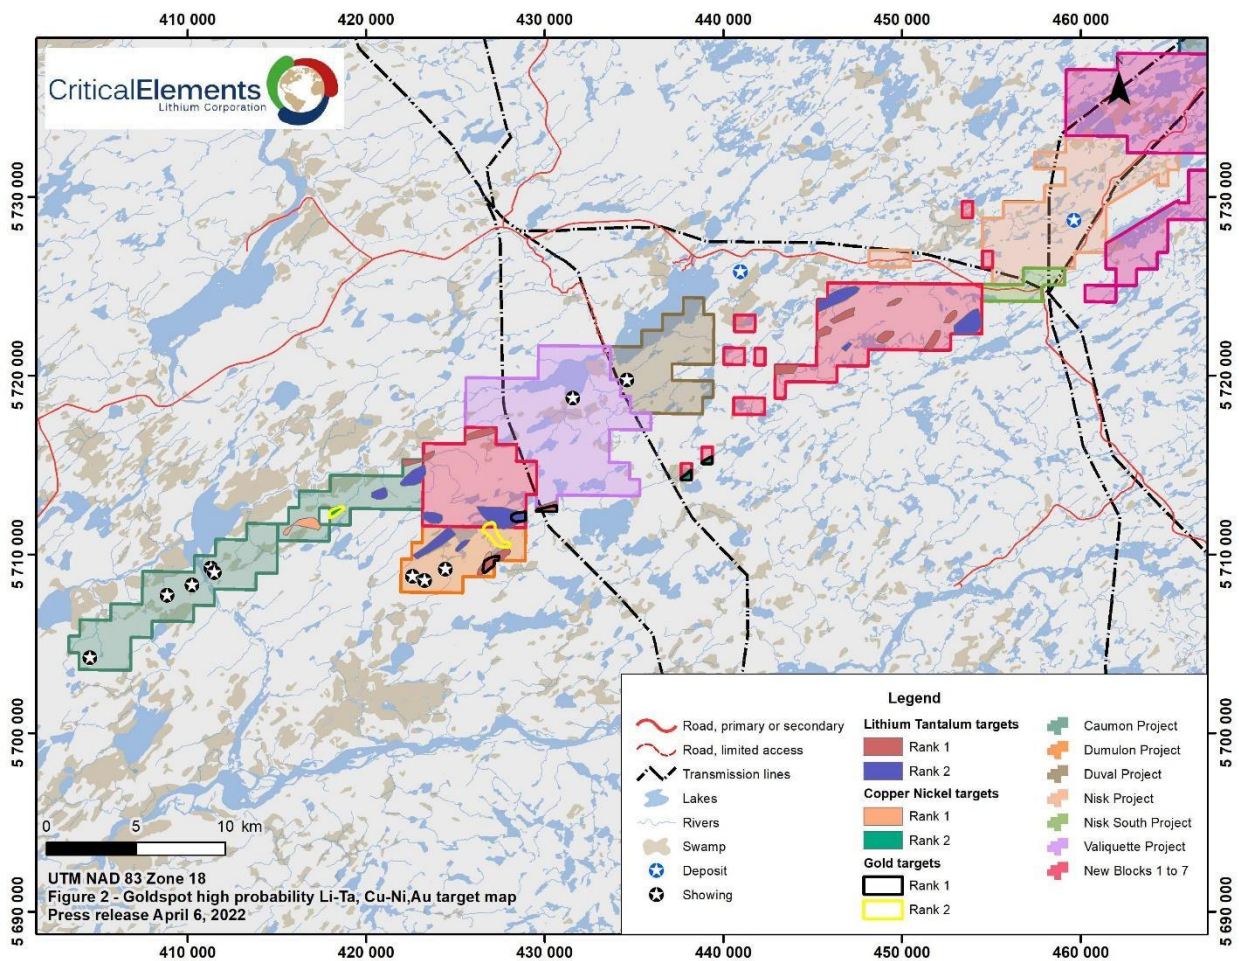 410 000 420 000 430 000 440 000 450 000 460 000
CriticalElements
Lithium Corporation
5 730 000
5 720 000
5 710 000
5 700 000
5 690 000
5 730 000
5 720 000
5 710 000
5 700 000
5 690 000
Legend
Road, primary or secondary
Road, limited access
Transmission lines
Lakes
Rivers
Swamp
Deposit
Showing
Lithium Tantalum targets
Rank 1
Rank 2
Copper Nickel targets
Rank 1
Rank 2
Gold targets
Rank 1
Rank 2
Caumon Project
Dumulon Project
Duval Project
Nisk Project
Nisk South Project
Valiquette Project
New Blocks 1 to 7
0 5 10 km
UTM NAD 83 Zone 18
Figure 2 - Goldspot high probability Li-Ta, Cu-Ni,Au target map
Press release April 6, 2022
410 000 420 000 430 000 440 000 450 000 460 000